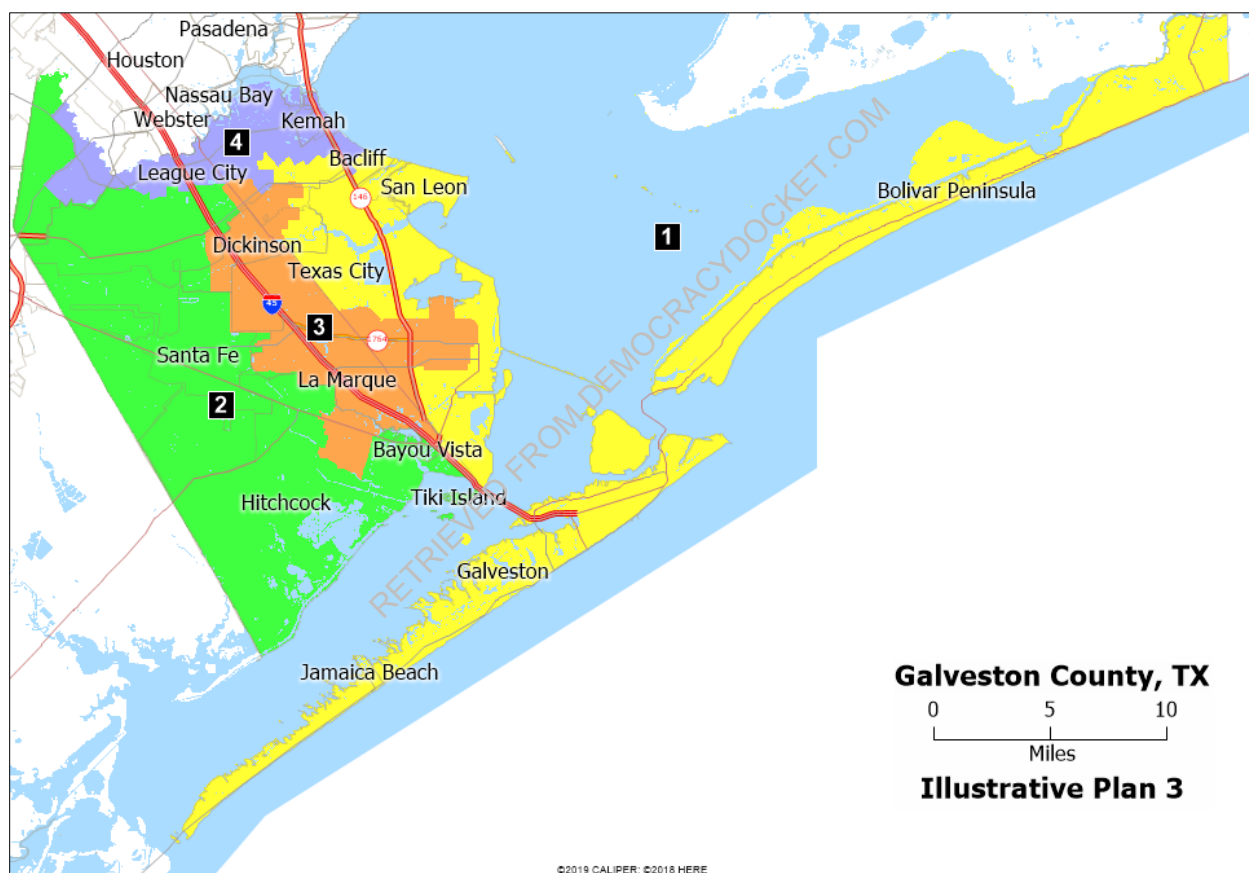 Pasadena
Houston
Nassau Bay
Webster
Kemah
4
Bacliff
League City
San Leon
146
Bolivar Peninsula
1
Dickinson
Texas City
45
3
1764
Santa Fe
La Marque
2
Bayou Vista
Tiki Island
Hitchcock
RETRIEVED FROM DEMOCRACYDOCKET.COM
Galveston
Jamaica Beach
Galveston County, TX
0 5 10
Miles
Illustrative Plan 3
©2019 CALIPER; ©2018 HERE